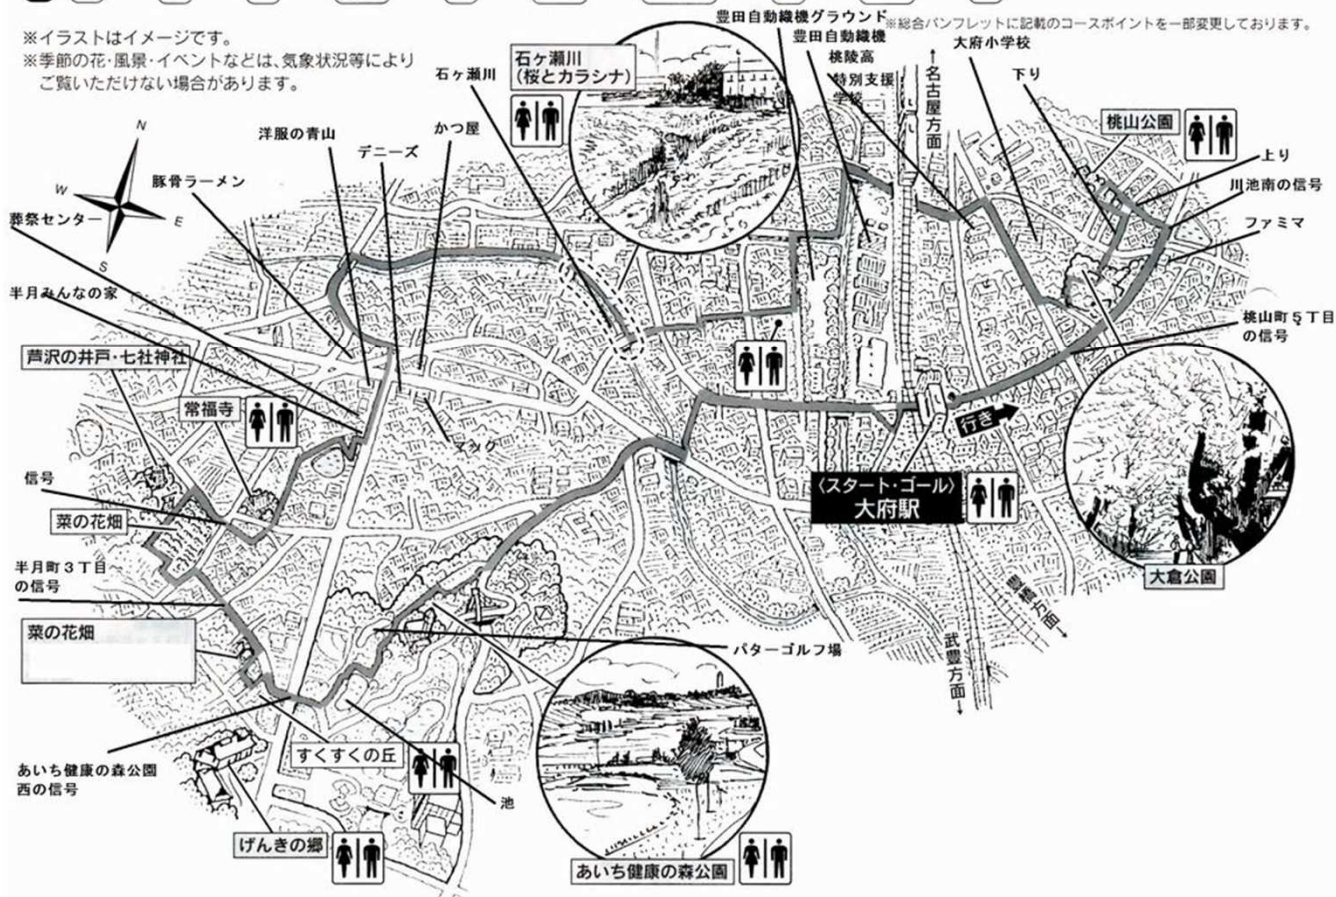 ※イラストはイメージです。
※季節の花・風景・イベントなどは、気象状況等により
ご覧いただけない場合があります。
※総合パンフレットに記載のコースポイントを一部変更しております。
豊田自動織機グラウンド
豊田自動織機
桃陵高
特別支援
学校
大府小学校
下り
石ヶ瀬川
石ヶ瀬川
(桜とカラシナ)
↑名古屋方面
桃山公園
上り
川池南の信号
ファミマ
桃山町5丁目
の信号
洋服の青山
デニーズ
かつ屋
豚骨ラーメン
N
W
E
S
葬祭センター
半月みんなの家
芦沢の井戸・七社神社
常福寺
マック
信号
菜の花畑
半月町3丁目
の信号
菜の花畑
行き
〈スタート・ゴール〉
大府駅
大倉公園
豊橋方面→
武豊方面→
パターゴルフ場
あいち健康の森公園
西の信号
すくすくの丘
池
げんきの郷
あいち健康の森公園